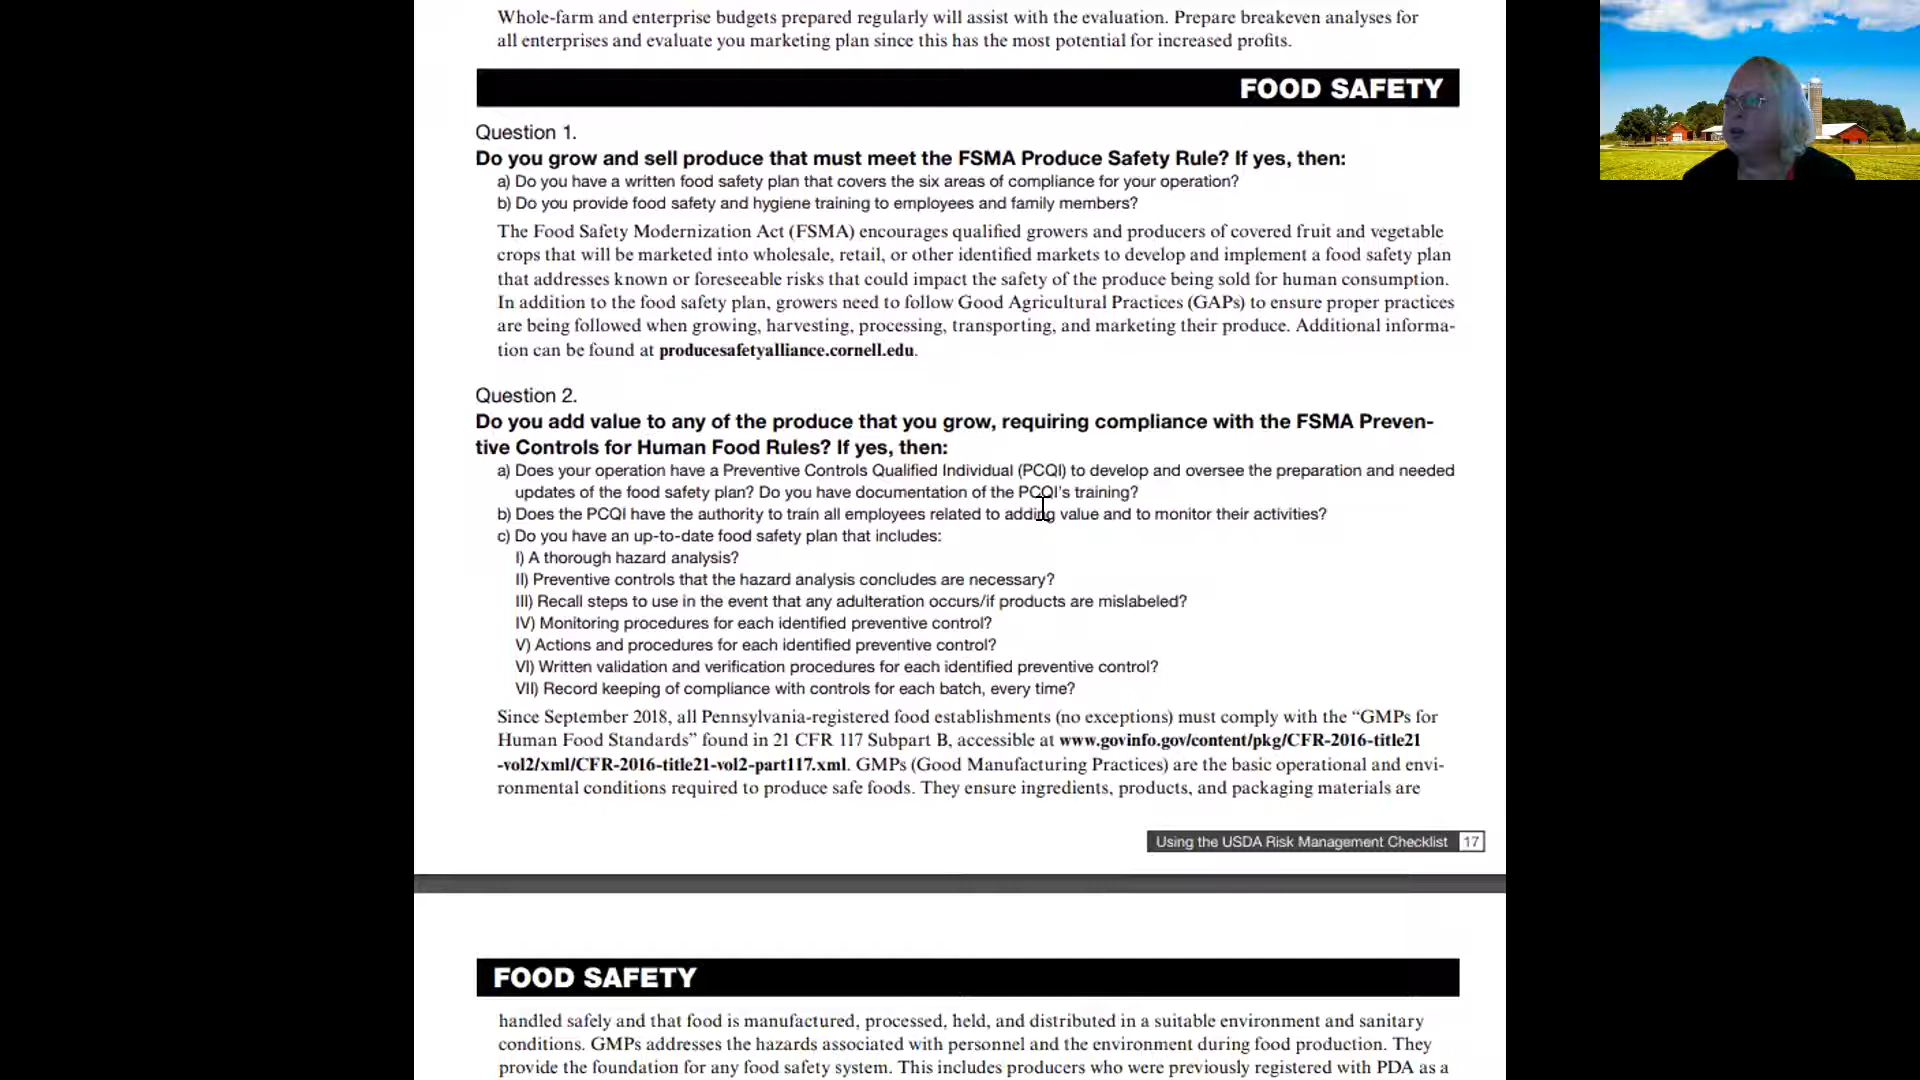 Whole-farm and enterprise budgets prepared regularly will assist with the evaluation. Prepare breakeven analyses for
all enterprises and evaluate you marketing plan since this has the most potential for increased profits.
FOOD SAFETY
Question 1.
Do you grow and sell produce that must meet the FSMA Produce Safety Rule? If yes, then:
a) Do you have a written food safety plan that covers the six areas of compliance for your operation?
b) Do you provide food safety and hygiene training to employees and family members?
The Food Safety Modernization Act (FSMA) encourages qualified growers and producers of covered fruit and vegetable
crops that will be marketed into wholesale, retail, or other identified markets to develop and implement a food safety plan
that addresses known or foreseeable risks that could impact the safety of the produce being sold for human consumption.
In addition to the food safety plan, growers need to follow Good Agricultural Practices (GAPs) to ensure proper practices
are being followed when growing, harvesting, processing, transporting, and marketing their produce. Additional informa-
tion can be found at producesafetyalliance.cornell.edu.
Question 2.
Do you add value to any of the produce that you grow, requiring compliance with the FSMA Preven-
tive Controls for Human Food Rules? If yes, then:
a) Does your operation have a Preventive Controls Qualified Individual (PCQI) to develop and oversee the preparation and needed
updates of the food safety plan? Do you have documentation of the PCQI's training?
b) Does the PCQI have the authority to train all employees related to adding value and to monitor their activities?
c) Do you have an up-to-date food safety plan that includes:
I) A thorough hazard analysis?
II) Preventive controls that the hazard analysis concludes are necessary?
III) Recall steps to use in the event that any adulteration occurs/if products are mislabeled?
IV) Monitoring procedures for each identified preventive control?
V) Actions and procedures for each identified preventive control?
VI) Written validation and verification procedures for each identified preventive control?
VII) Record keeping of compliance with controls for each batch, every time?
Since September 2018, all Pennsylvania-registered food establishments (no exceptions) must comply with the “GMPs for
Human Food Standards” found in 21 CFR 117 Subpart B, accessible at www.govinfo.gov/content/pkg/CFR-2016-title21
-vol2/xml/CFR-2016-title21-vol2-part117.xml. GMPs (Good Manufacturing Practices) are the basic operational and envi-
ronmental conditions required to produce safe foods. They ensure ingredients, products, and packaging materials are
Using the USDA Risk Management Checklist 17
FOOD SAFETY
handled safely and that food is manufactured, processed, held, and distributed in a suitable environment and sanitary
conditions. GMPs addresses the hazards associated with personnel and the environment during food production. They
provide the foundation for any food safety system. This includes producers who were previously registered with PDA as a